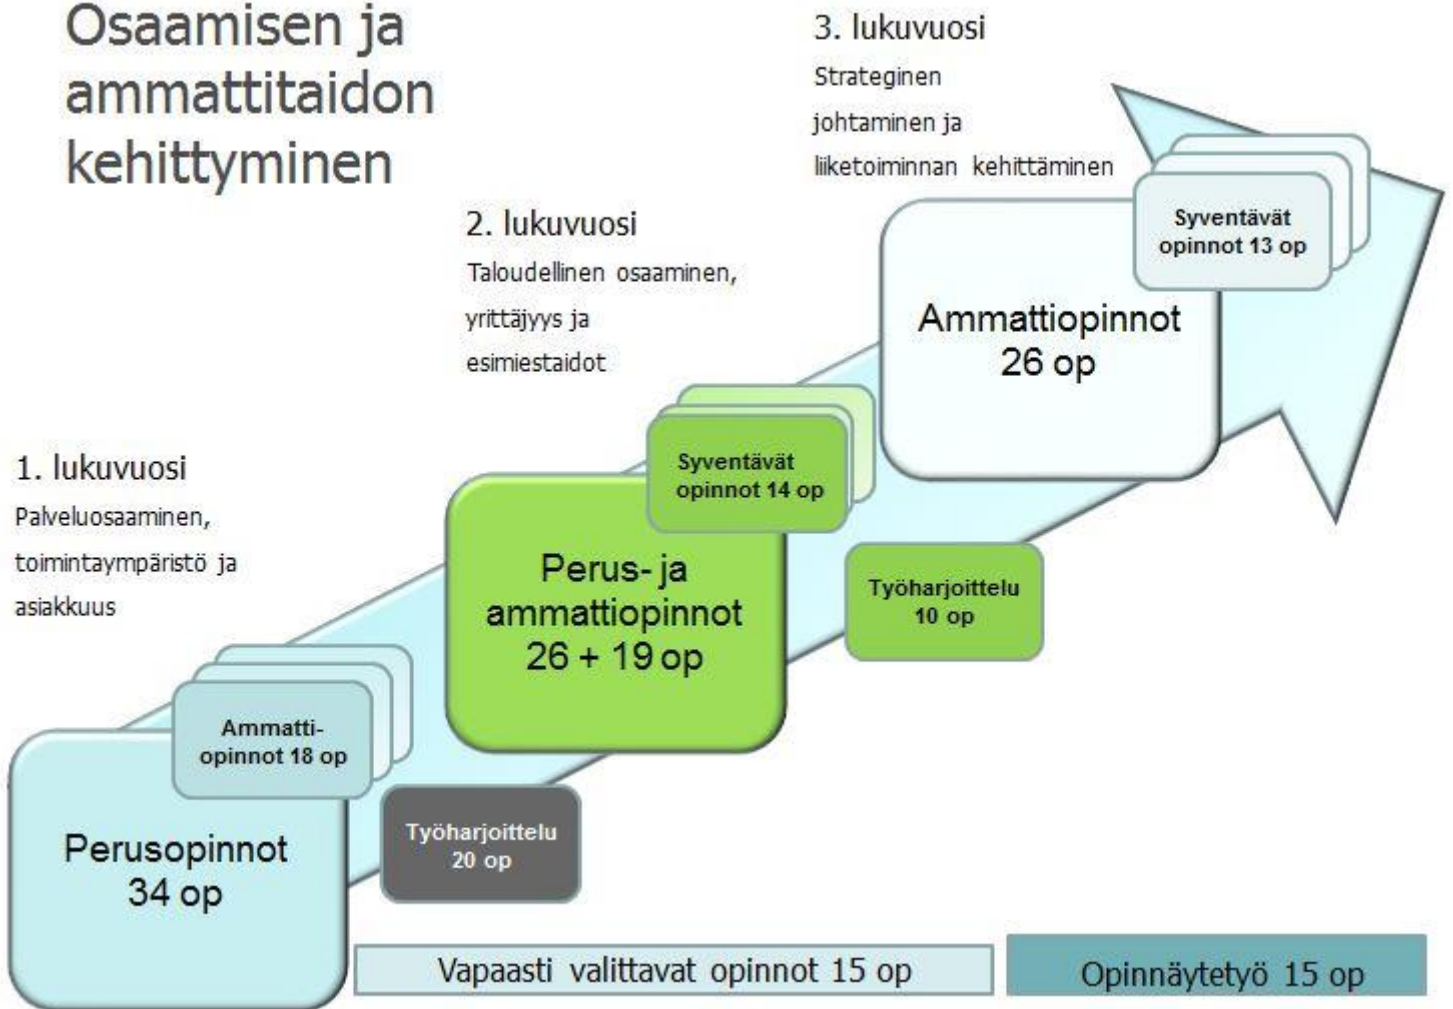 Osaamisen ja
ammattitaidon
kehittyminen
3. lukuvuosi
Strateginen
johtaminen ja
liiketoiminnan kehittäminen
Syventävät
opinnot 13 op
Ammattiopinnot
26 op
2. lukuvuosi
Taloudellinen osaaminen,
yrittäjyys ja
esimiestaidot
Syventävät
opinnot 14 op
Perus- ja
ammattiopinnot
26 + 19 op
Työharjoittelu
10 op
1. lukuvuosi
Palveluosaaminen,
toimintaympäristö ja
asiakkuus
Ammatti-
opinnot 18 op
Perusopinnot
34 op
Työharjoittelu
20 op
Vapaasti valittavat opinnot 15 op
Opinnäytetyö 15 op